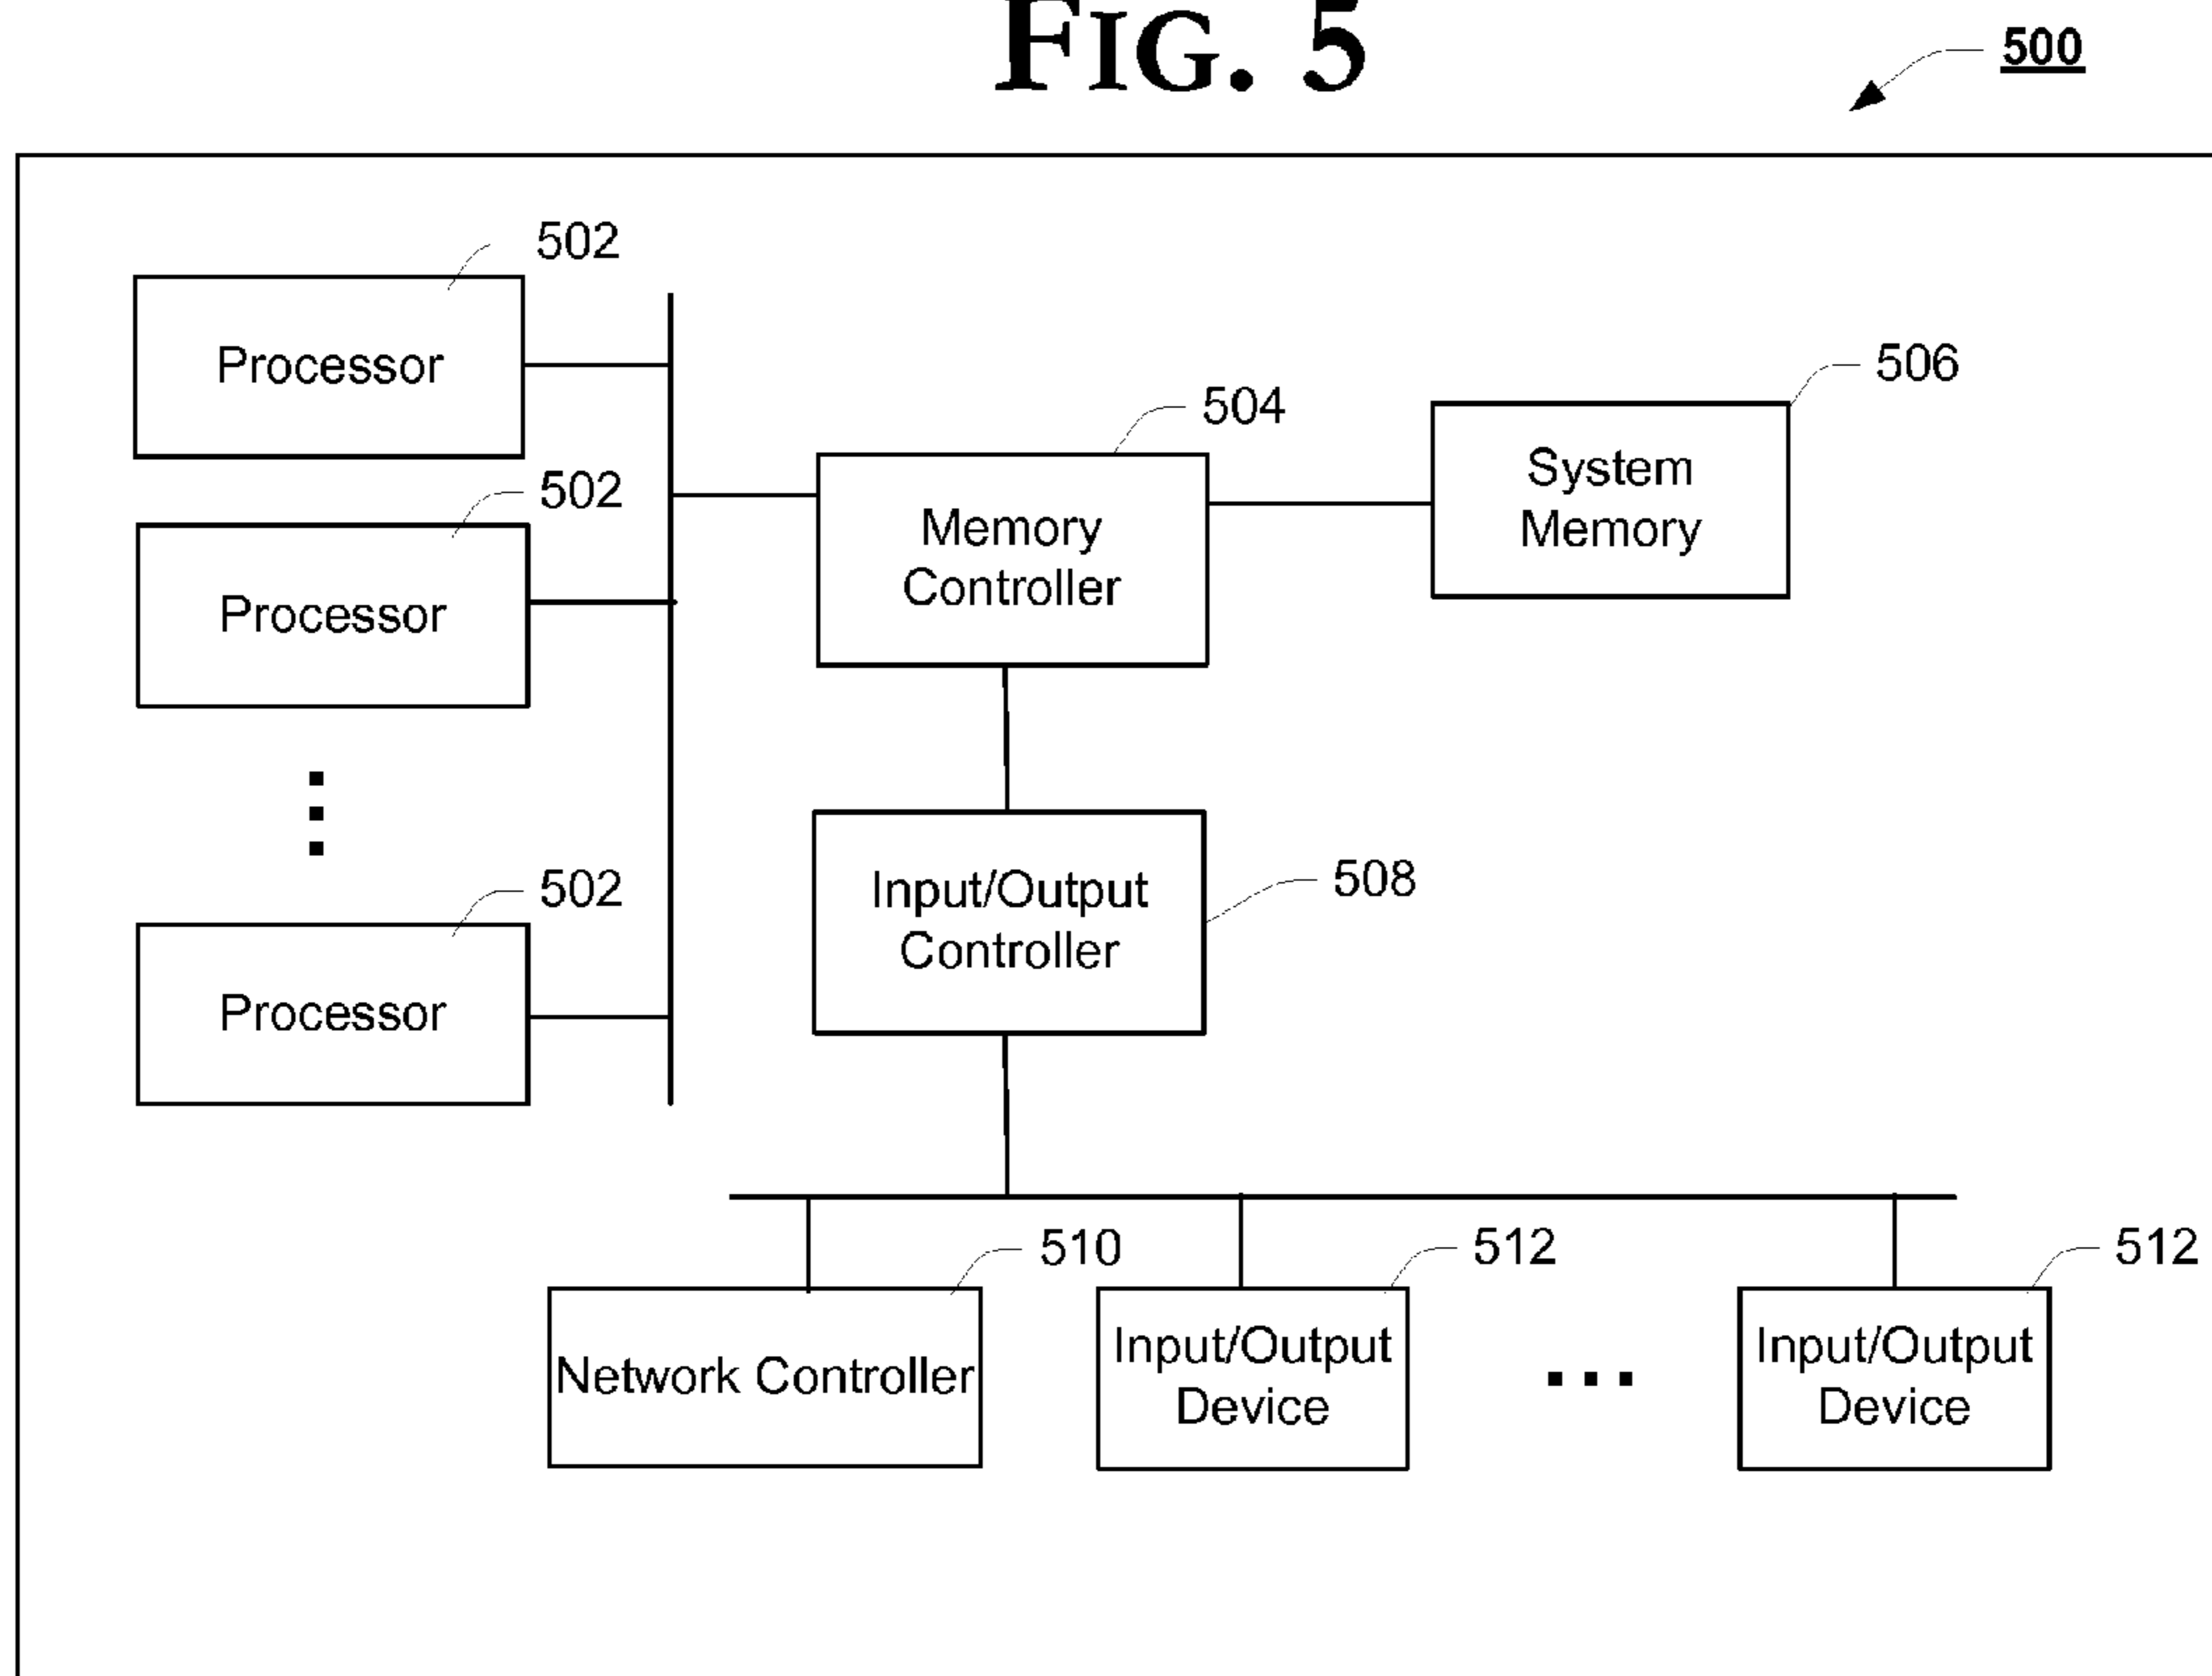 FIG. 5
500
502
Processor
502
Processor
502
Processor
504
Memory
Controller
506
System
Memory
508
Input/Output
Controller
510
Network Controller
512
Input/Output
Device
512
Input/Output
Device